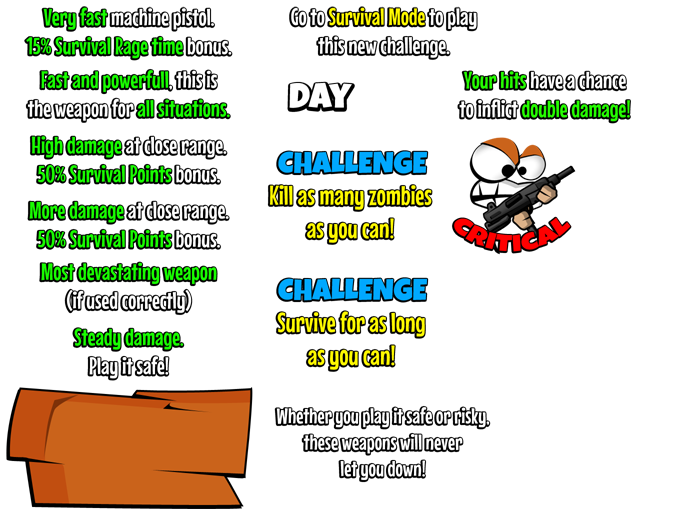 Very fast machine pistol.
15% Survival Rage time bonus.
Fast and powerfull, this is
the weapon for all situations.
High damage at close range.
50% Survival Points bonus.
More damage at close range.
50% Survival Points bonus.
Most devastating weapon
(if used correctly)
Steady damage.
Play it safe!
Go to Survival Mode to play
this new challenge.
DAY
CHALLENGE
Kill as many zombies
as you can!
CHALLENGE
Survive for as long
as you can!
Whether you play it safe or risky,
these weapons will never
let you down!
Your hits have a chance
to inflict double damage!
CRITICAL